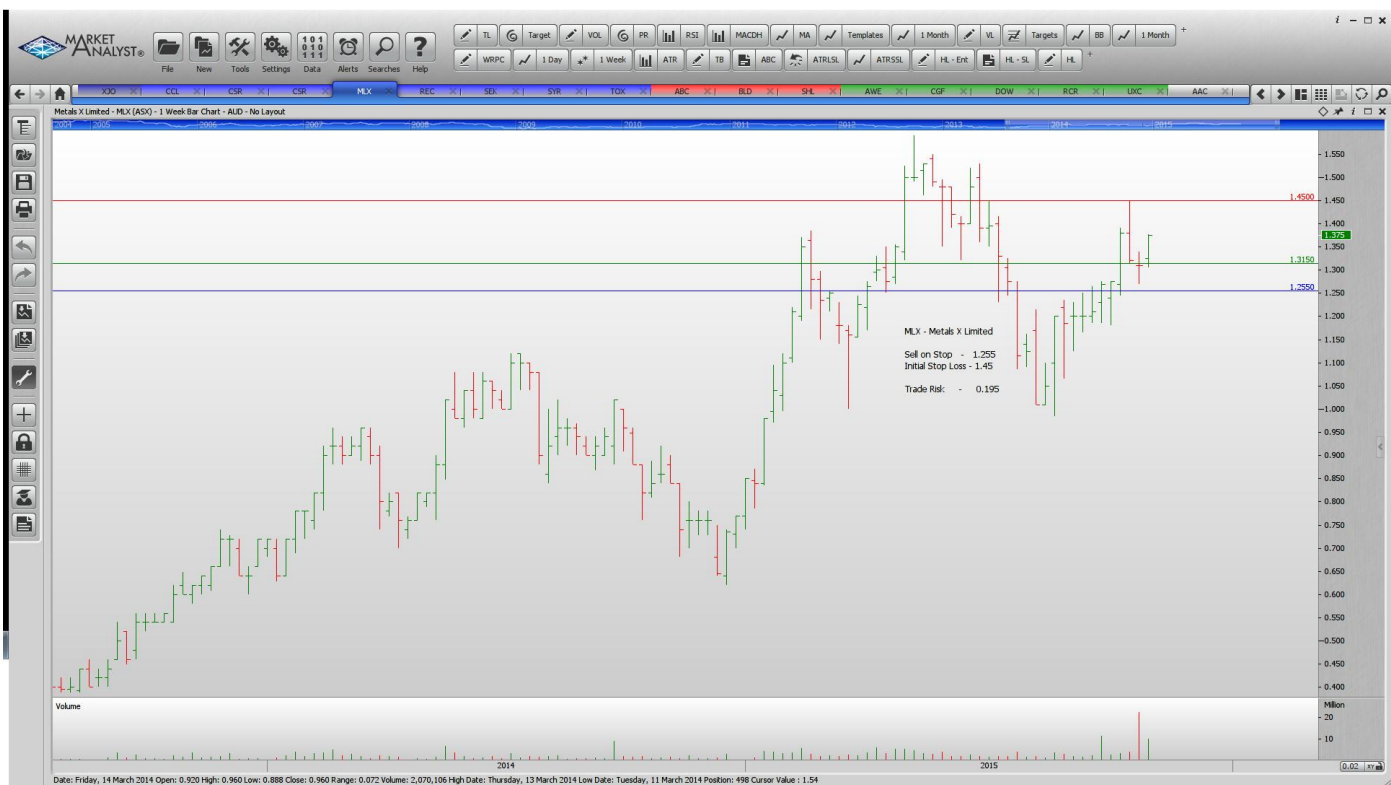 i
MARKET ANALYST®
File New Tools Settings Data Alerts Searches Help
TL Target VOL PR RSI MACDH MA Templates 1 Month VL Targets BB 1 Month +
WRPC 1 Day 1 Week ATR TB ABC ATRLSL ATRSSL HL - Ent HL - SL HL +
XJO CCL CSR CSR MLX REC SEK SYR TOX ABC BLD SHL AWE CGF DOW RCR UXC AAC
Metals X Limited - MLX (ASX) - 1 Week Bar Chart - AUD - No Layout
2004 2005 2006 2007 2008 2009 2010 2011 2012 2013 2014 2015
1.550
1.500
1.4500 1.450
1.400
1.375
1.350
1.3150 1.300
1.2550 1.250
1.200
MLX - Metals X Limited
1.150
Sell on Stop - 1.255
Initial Stop Loss - 1.45
1.100
Trade Risk - 0.195
1.050
1.000
0.950
0.900
0.850
0.800
0.750
0.700
0.650
0.600
0.550
0.500
0.450
0.400
Volume
Million
20
10
2014 2015
Date: Friday, 14 March 2014 Open: 0.920 High: 0.960 Low: 0.888 Close: 0.960 Range: 0.072 Volume: 2,070,106 High Date: Thursday, 13 March 2014 Low Date: Tuesday, 11 March 2014 Position: 498 Cursor Value : 1.54
0.02 XY